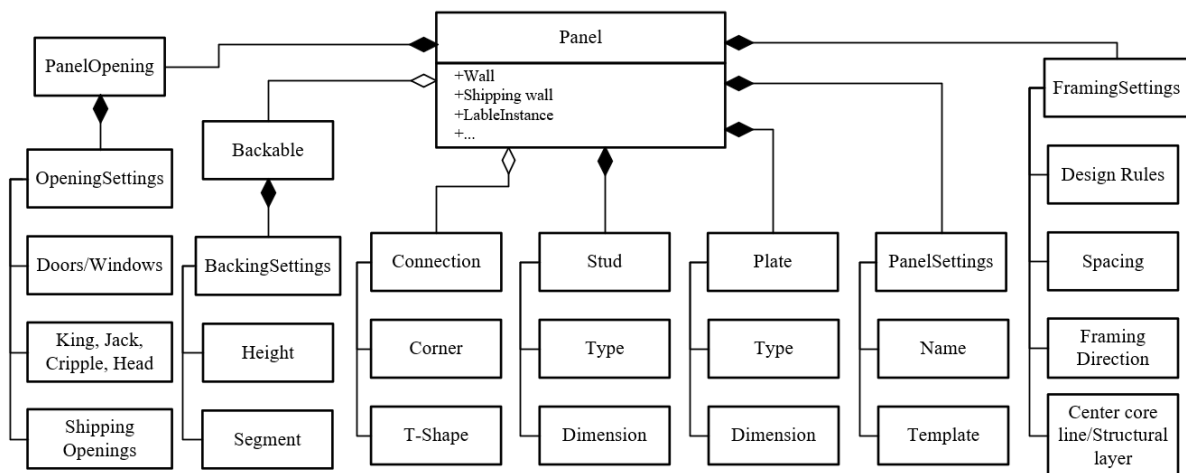 Panel
+Wall
+Shipping wall
+LableInstance
+...
PanelOpening
OpeningSettings
Doors/Windows
King, Jack,
Cripple, Head
Shipping
Openings
Backable
BackingSettings
Height
Segment
Connection
Corner
T-Shape
Stud
Type
Dimension
Plate
Type
Dimension
PanelSettings
Name
Template
FramingSettings
Design Rules
Spacing
Framing
Direction
Center core
line/Structural
layer